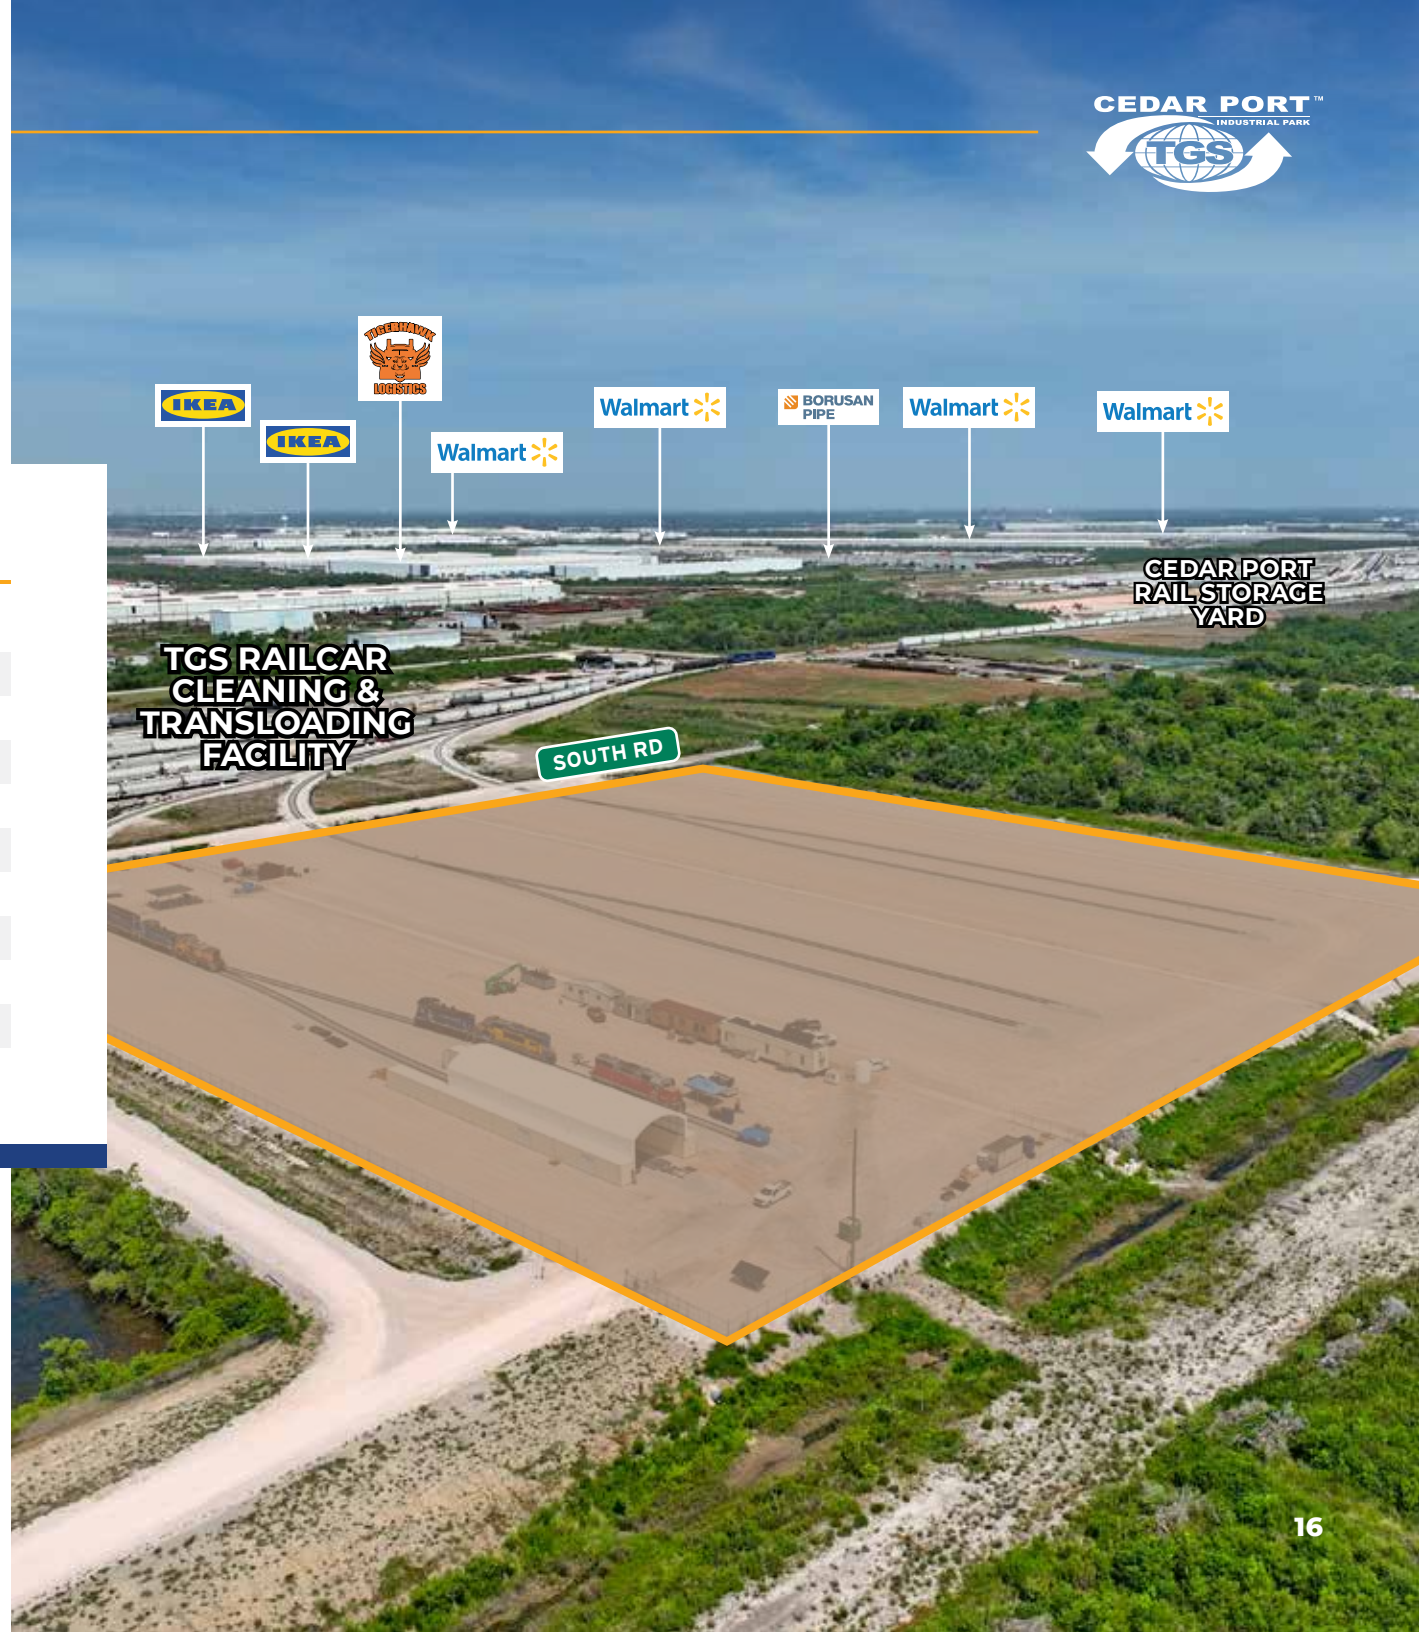 CEDAR PORT™
INDUSTRIAL PARK
TGS
TIGERHAWK
LOGISTICS
IKEA
IKEA
Walmart
Walmart
BORUSAN
PIPE
Walmart
Walmart
CEDAR PORT
RAIL STORAGE
YARD
TGS RAILCAR
CLEANING &
TRANSLOADING
FACILITY
SOUTH RD
16